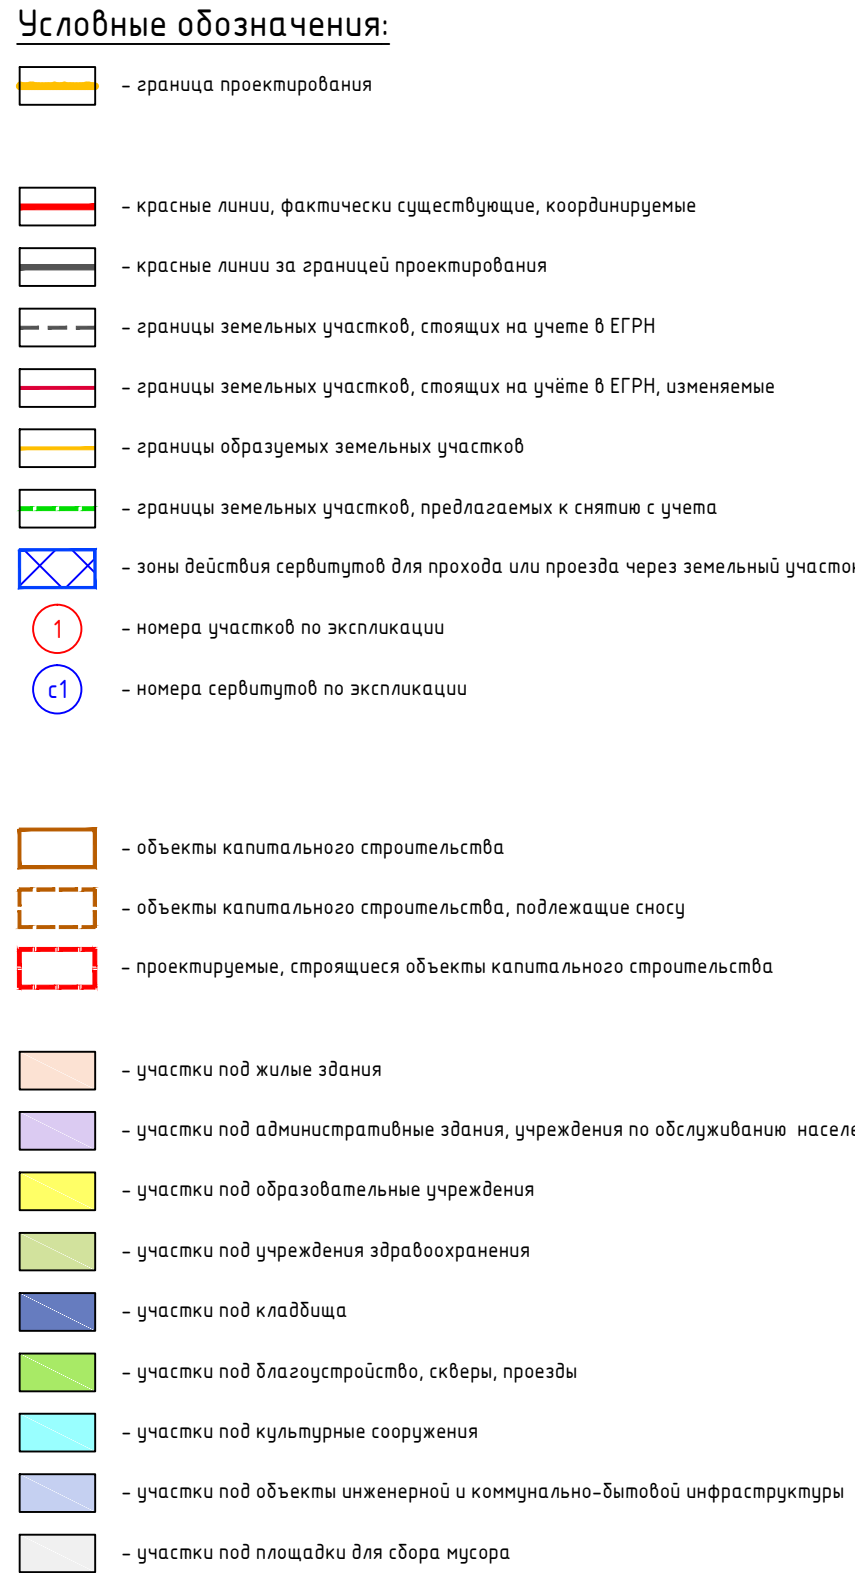 Условные обозначения:
– граница проектирования
– красные линии, фактически существующие, координируемые
– красные линии за границей проектирования
– границы земельных участков, стоящих на учете в ЕГРН
– границы земельных участков, стоящих на учёте в ЕГРН, изменяемые
– границы образуемых земельных участков
– границы земельных участков, предлагаемых к снятию с учета
– зоны действия сервитутов для прохода или проезда через земельный участок
1 – номера участков по экспликации
с1 – номера сервитутов по экспликации
– объекты капитального строительства
– объекты капитального строительства, подлежащие сносу
– проектируемые, строящиеся объекты капитального строительства
– участки под жилые здания
– участки под административные здания, учреждения по обслуживанию населе
– участки под образовательные учреждения
– участки под учреждения здравоохранения
– участки под кладбища
– участки под благоустройство, скверы, проезды
– участки под культурные сооружения
– участки под объекты инженерной и коммунально-бытовой инфраструктуры
– участки под площадки для сбора мусора